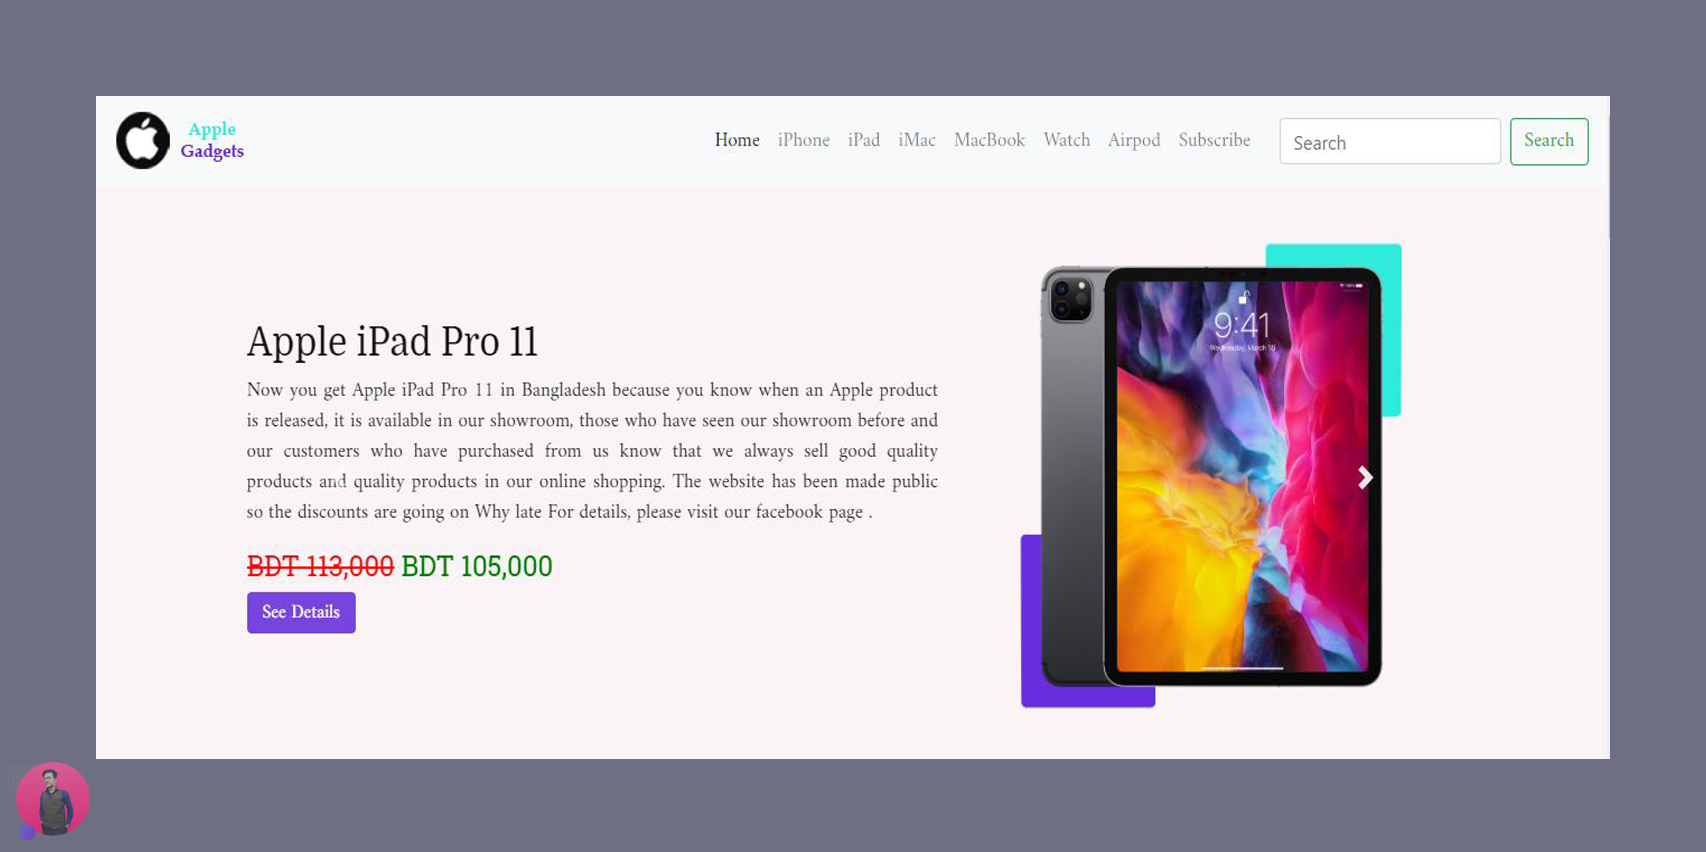 Apple
Gadgets
Home iPhone iPad iMac MacBook Watch Airpod Subscribe Search Search
9:41
Wednesday, March 18
Apple iPad Pro 11
Now you get Apple iPad Pro 11 in Bangladesh because you know when an Apple product
is released, it is available in our showroom, those who have seen our showroom before and
our customers who have purchased from us know that we always sell good quality
products and quality products in our online shopping. The website has been made public
so the discounts are going on Why late For details, please visit our facebook page .
BDT 113,000 BDT 105,000
See Details